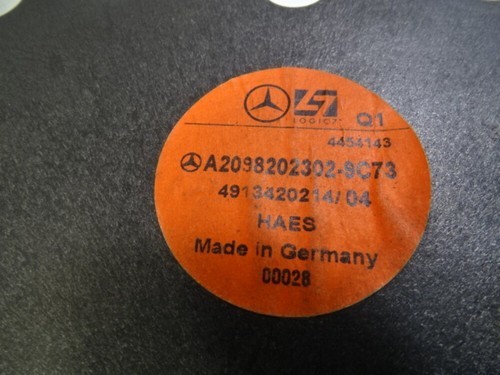 LOGIC7 Q1
4454143
A2098202302-9C73
4913420214/04
HAES
Made in Germany
00028